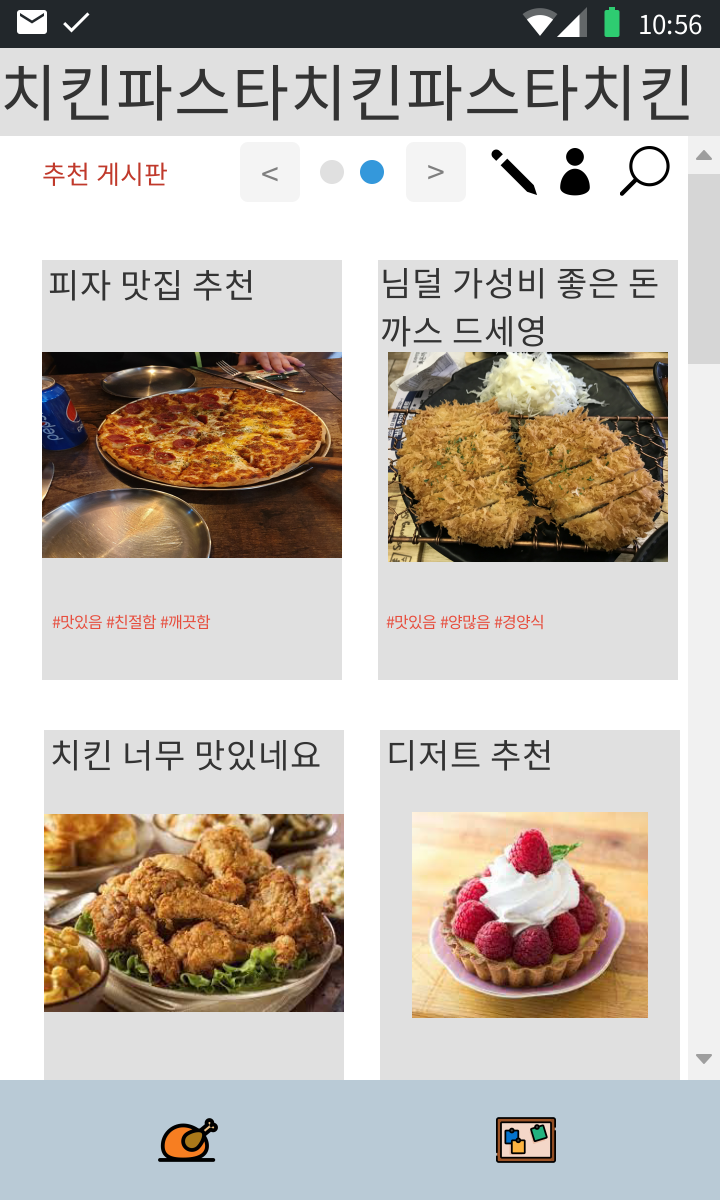 10:56
치킨파스타치킨파스타치킨
추천 게시판
< >
피자 맛집 추천
님덜 가성비 좋은 돈
까스 드세영
pepsi
#맛있음 #친절함 #깨끗함
#맛있음 #양많음 #경양식
치킨 너무 맛있네요
디저트 추천